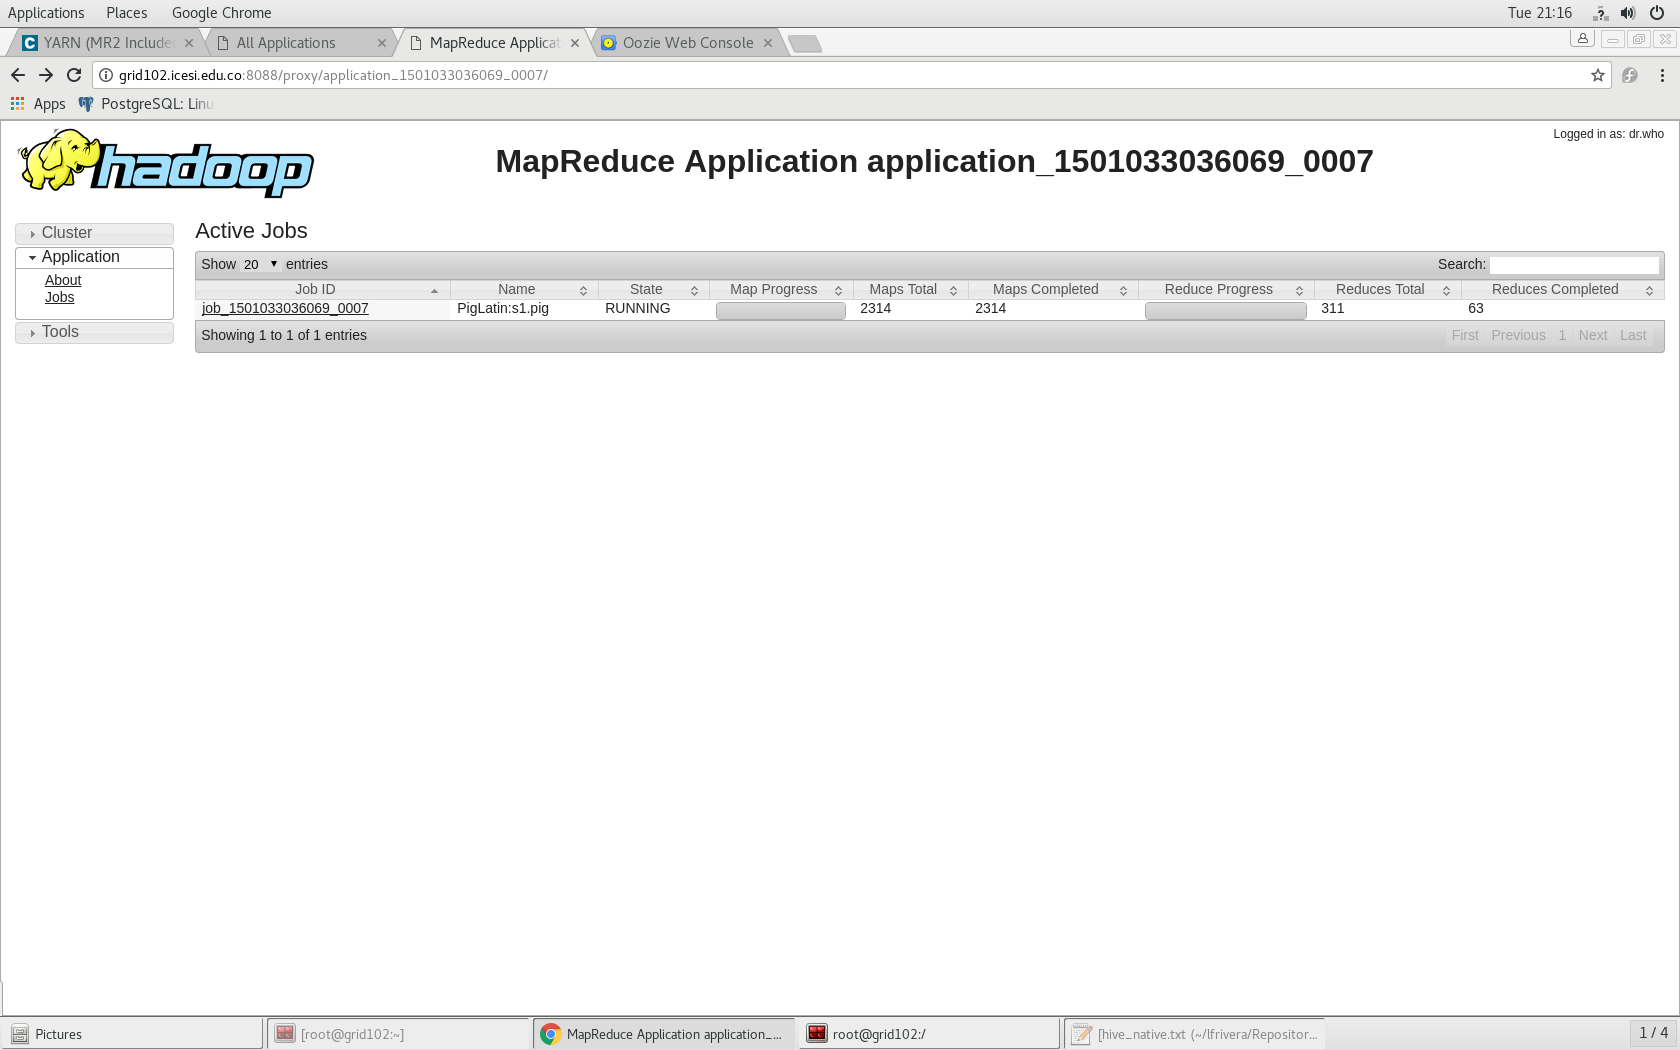 Applications Places Google Chrome Tue 21:16
YARN (MR2 Include All Applications MapReduce Applicat Oozie Web Console
grid102.icesi.edu.co:8088/proxy/application_1501033036069_0007/
Apps PostgreSQL: Linu
Logged in as: dr.who
hadoop
MapReduce Application application_1501033036069_0007
Cluster
Application
About
Jobs
Tools
Active Jobs
Show 20 entries Search:
Job ID Name State Map Progress Maps Total Maps Completed Reduce Progress Reduces Total Reduces Completed
job_1501033036069_0007 PigLatin:s1.pig RUNNING 2314 2314 311 63
Showing 1 to 1 of 1 entries First Previous 1 Next Last
Pictures [root@grid102:~] MapReduce Application application_... root@grid102:/ [hive_native.txt (~/lfrivera/Repositor... 1 / 4